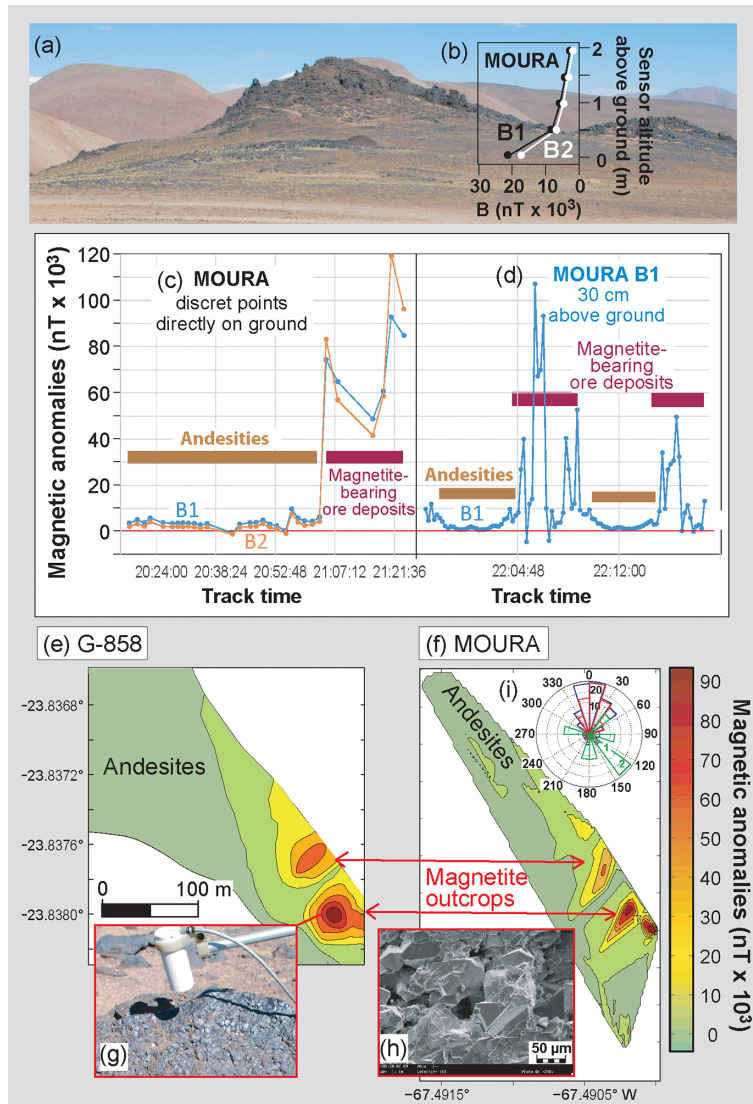 (a)
(b)
MOURA
B1
B2
2
1
0
Sensor altitude
above ground (m)
30 20 10 0
B (nT x 10³)
Magnetic anomalies (nT x 10³)
120
100
80
60
40
20
0
(c) MOURA
discret points
directly on ground
Andesities
Magnetite-
bearing
ore deposits
B1
B2
20:24:00 20:38:24 20:52:48 21:07:12 21:21:36
Track time
(d) MOURA B1
30 cm
above ground
Magnetite-
bearing
ore deposits
Andesities
B1
22:04:48 22:12:00
Track time
(e) G-858
-23.8368°
-23.8372°
-23.8376°
-23.8380°
Andesites
0 100 m
(f) MOURA
Andesites
(i)
0
30
60
90
120
150
180
210
240
270
300
330
20
10
1
2
Magnetite
outcrops
(g)
(h)
50 µm
-67.4915° -67.4905° W
90
80
70
60
50
40
30
20
10
0
Magnetic anomalies (nT x 10³)